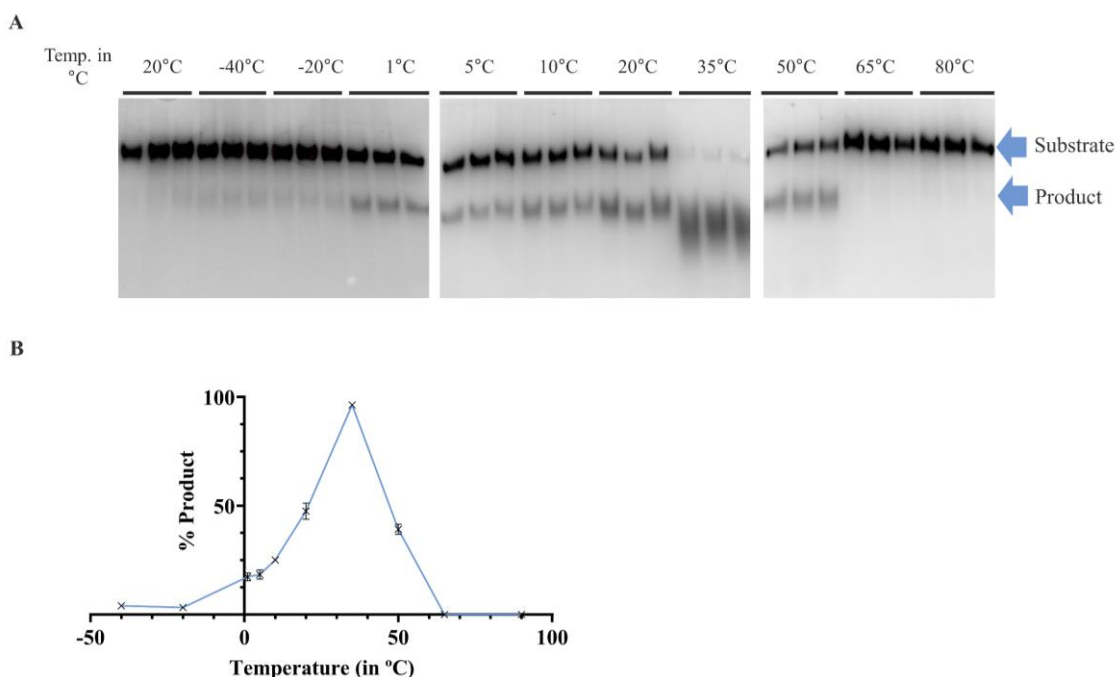 A
Temp. in
°C
20°C -40°C -20°C 1°C 5°C 10°C 20°C 35°C 50°C 65°C 80°C
Substrate
Product
B
100
50
0
% Product
-50 0 50 100
Temperature (in ºC)